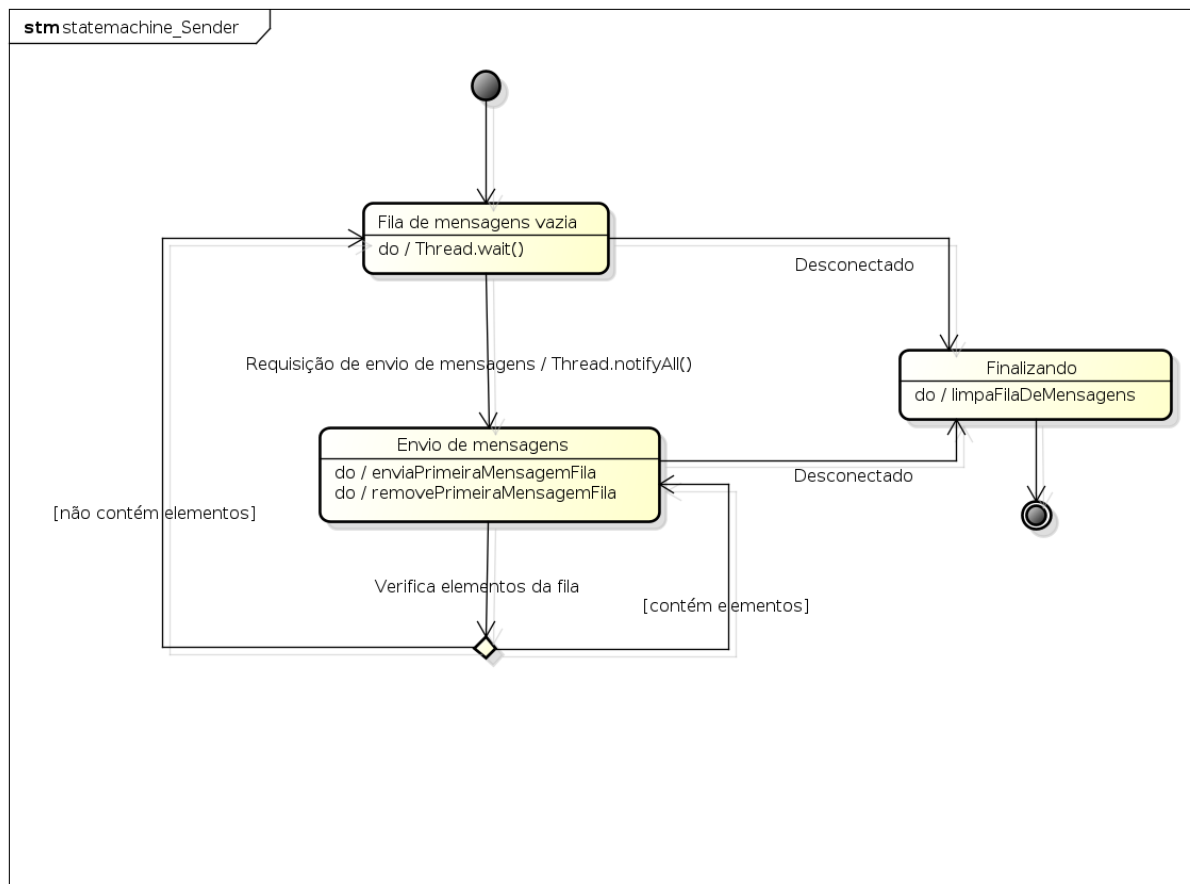 stm statemachine_Sender
Fila de mensagens vazia
do / Thread.wait()
Desconectado
Requisição de envio de mensagens / Thread.notifyAll()
Finalizando
do / limpaFilaDeMensagens
Envio de mensagens
do / enviaPrimeiraMensagemFila
do / removePrimeiraMensagemFila
Desconectado
[não contém elementos]
Verifica elementos da fila
[contém elementos]